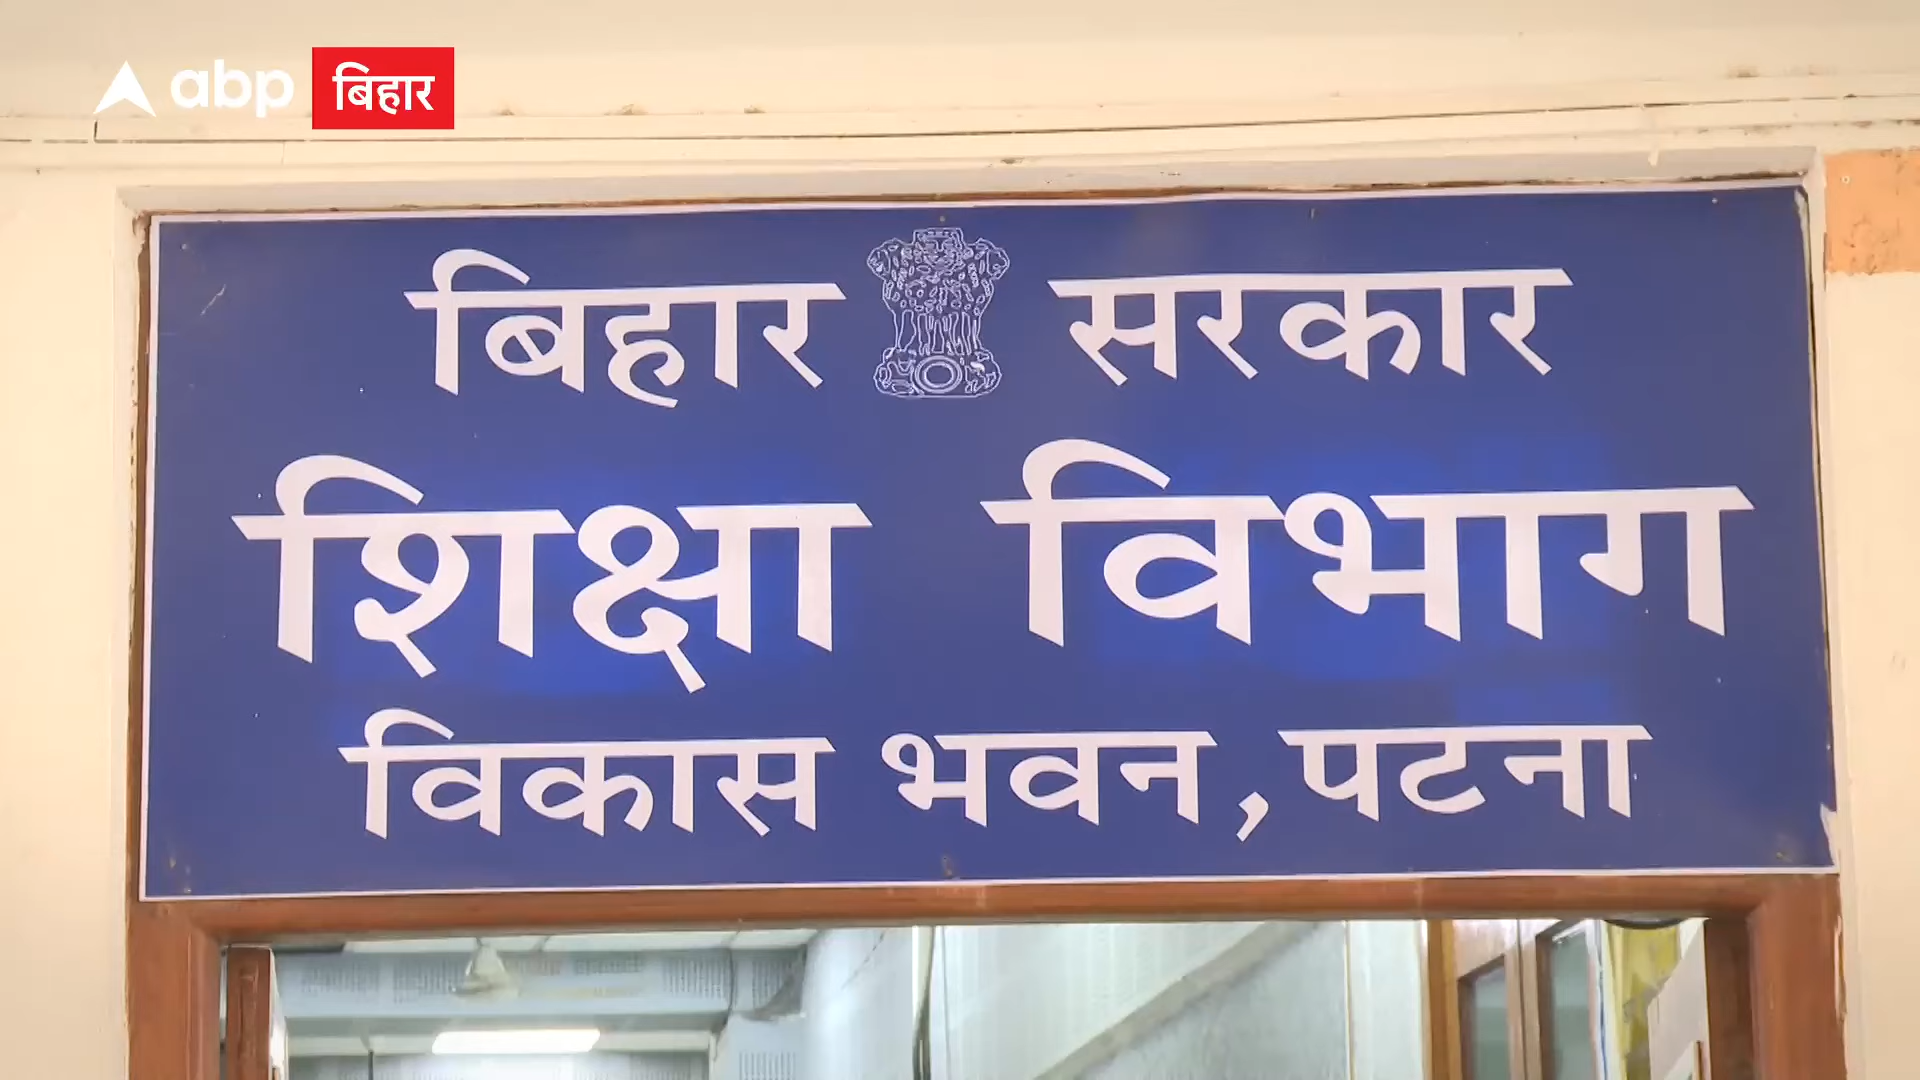 abp बिहार
बिहार सरकार
शिक्षा विभाग
विकास भवन, पटना